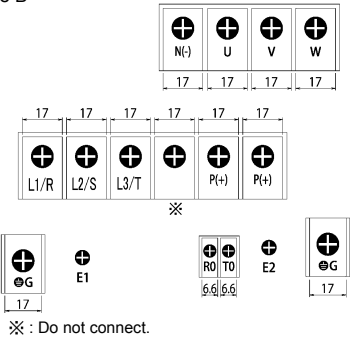 N(-) U V W
17 17 17 17
17 17 17 17 17 17
L1/R L2/S L3/T P(+) P(+)
※
G E1 R0 T0 E2 G
17 6.6 6.6 17
※ : Do not connect.